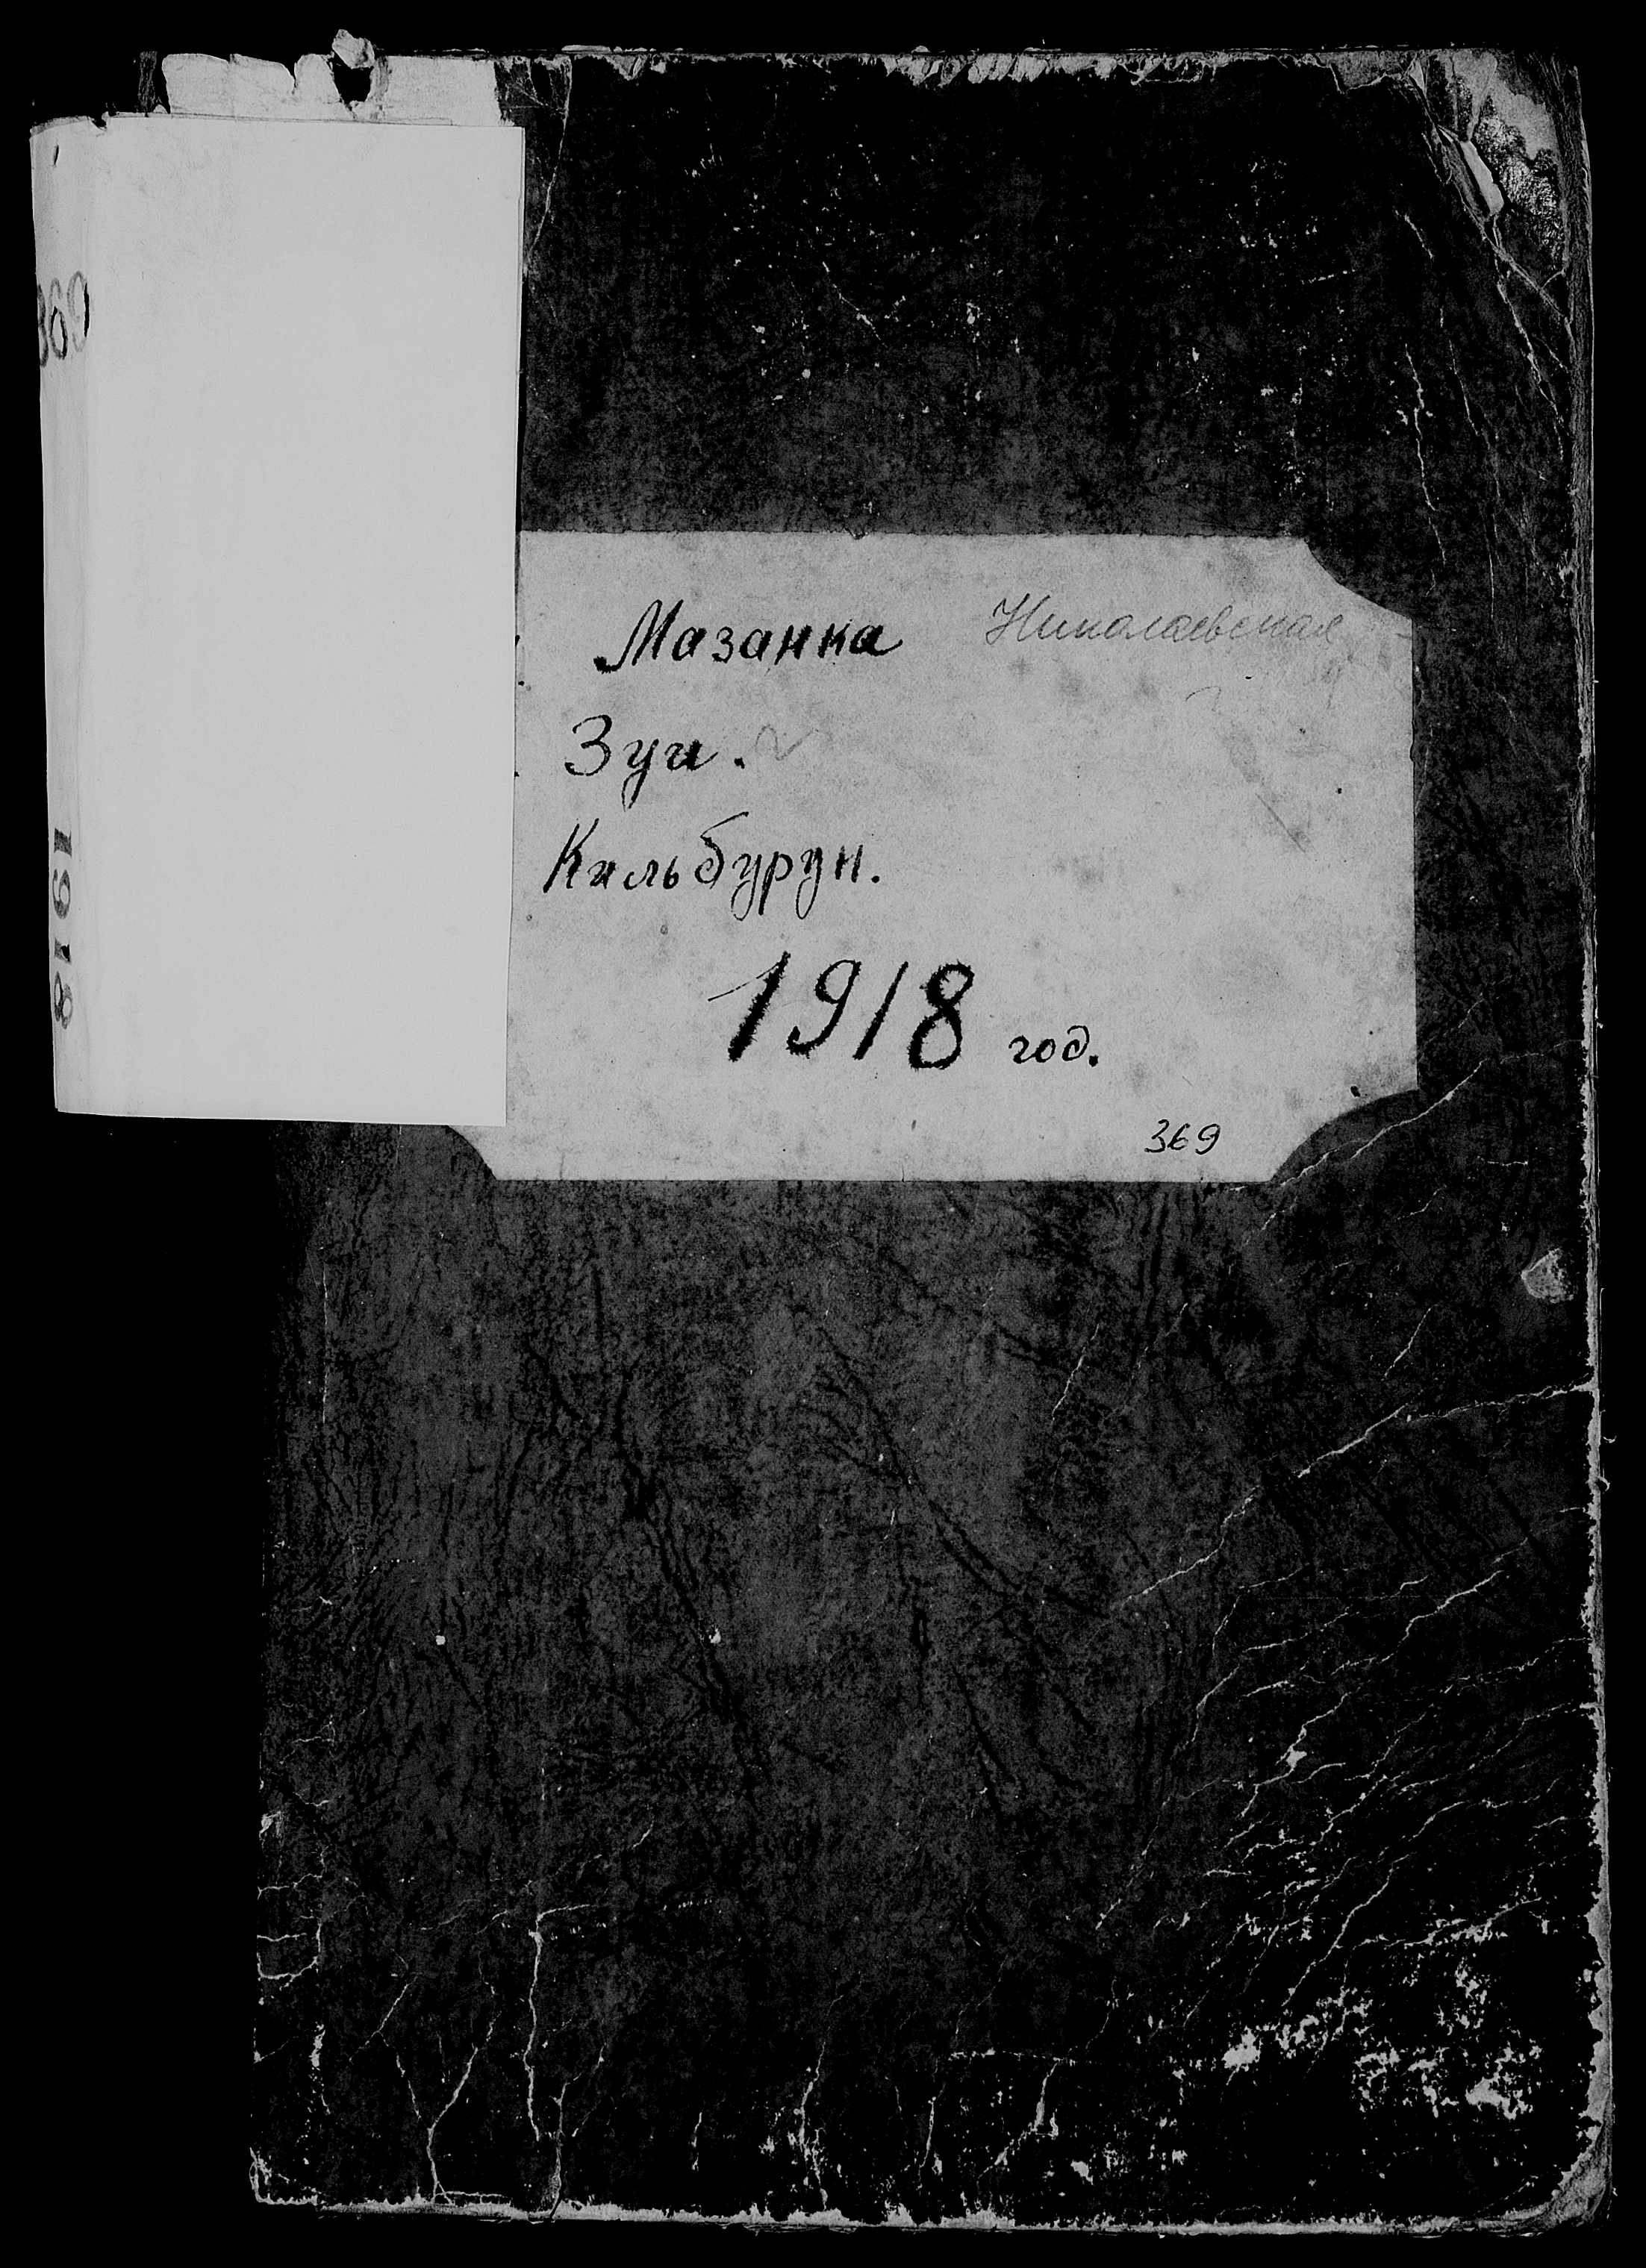 369
1918
Мазанка Николаевская
Зуи.
Кильбурун.
1918 год.
369